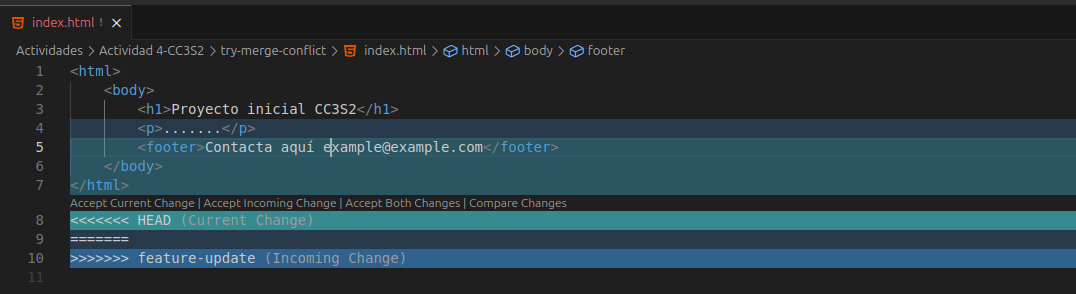 index.html !
Actividades > Actividad 4-CC3S2 > try-merge-conflict > index.html > html > body > footer
1 <html>
2 <body>
3 <h1>Proyecto inicial CC3S2</h1>
4 <p>.......</p>
5 <footer>Contacta aquí example@example.com</footer>
6 </body>
7 </html>
Accept Current Change | Accept Incoming Change | Accept Both Changes | Compare Changes
8 <<<<<<< HEAD (Current Change)
9 =======
10 >>>>>>> feature-update (Incoming Change)
11